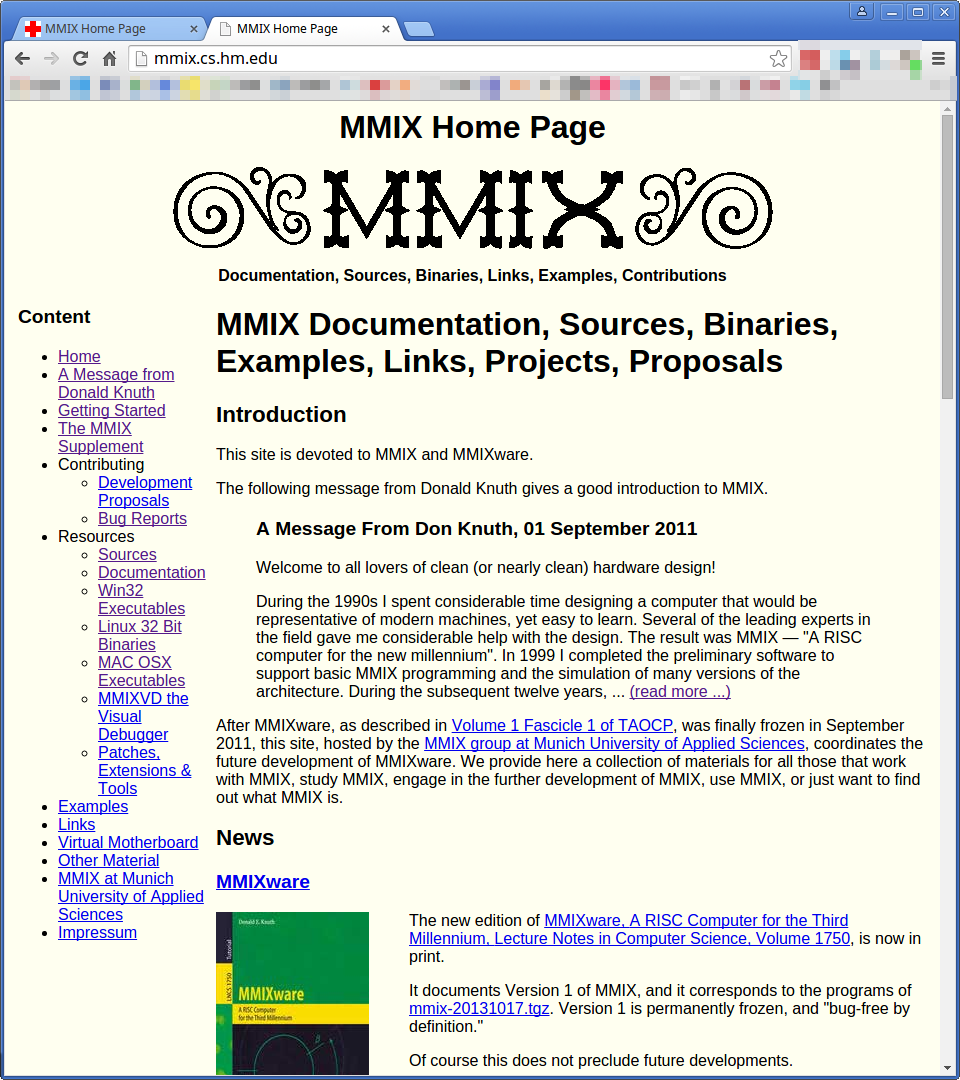 MMIX Home Page
MMIX Home Page
mmix.cs.hm.edu
MMIX Home Page
MMIX
Documentation, Sources, Binaries, Links, Examples, Contributions
Content
Home
A Message from
Donald Knuth
Getting Started
The MMIX
Supplement
Contributing
Development
Proposals
Bug Reports
Resources
Sources
Documentation
Win32
Executables
Linux 32 Bit
Binaries
MAC OSX
Executables
MMIXVD the
Visual
Debugger
Patches,
Extensions &
Tools
Examples
Links
Virtual Motherboard
Other Material
MMIX at Munich
University of Applied
Sciences
Impressum
MMIX Documentation, Sources, Binaries,
Examples, Links, Projects, Proposals
Introduction
This site is devoted to MMIX and MMIXware.
The following message from Donald Knuth gives a good introduction to MMIX.
A Message From Don Knuth, 01 September 2011
Welcome to all lovers of clean (or nearly clean) hardware design!
During the 1990s I spent considerable time designing a computer that would be
representative of modern machines, yet easy to learn. Several of the leading experts in
the field gave me considerable help with the design. The result was MMIX — "A RISC
computer for the new millennium". In 1999 I completed the preliminary software to
support basic MMIX programming and the simulation of many versions of the
architecture. During the subsequent twelve years, ... (read more ...)
After MMIXware, as described in Volume 1 Fascicle 1 of TAOCP, was finally frozen in September
2011, this site, hosted by the MMIX group at Munich University of Applied Sciences, coordinates the
future development of MMIXware. We provide here a collection of materials for all those that work
with MMIX, study MMIX, engage in the further development of MMIX, use MMIX, or just want to find
out what MMIX is.
News
MMIXware
Donald E. Knuth
Tutorial
LNCS 1750
MMIXware
A RISC Computer
for the Third Millennium
The new edition of MMIXware, A RISC Computer for the Third
Millennium, Lecture Notes in Computer Science, Volume 1750, is now in
print.
It documents Version 1 of MMIX, and it corresponds to the programs of
mmix-20131017.tgz. Version 1 is permanently frozen, and "bug-free by
definition."
Of course this does not preclude future developments.